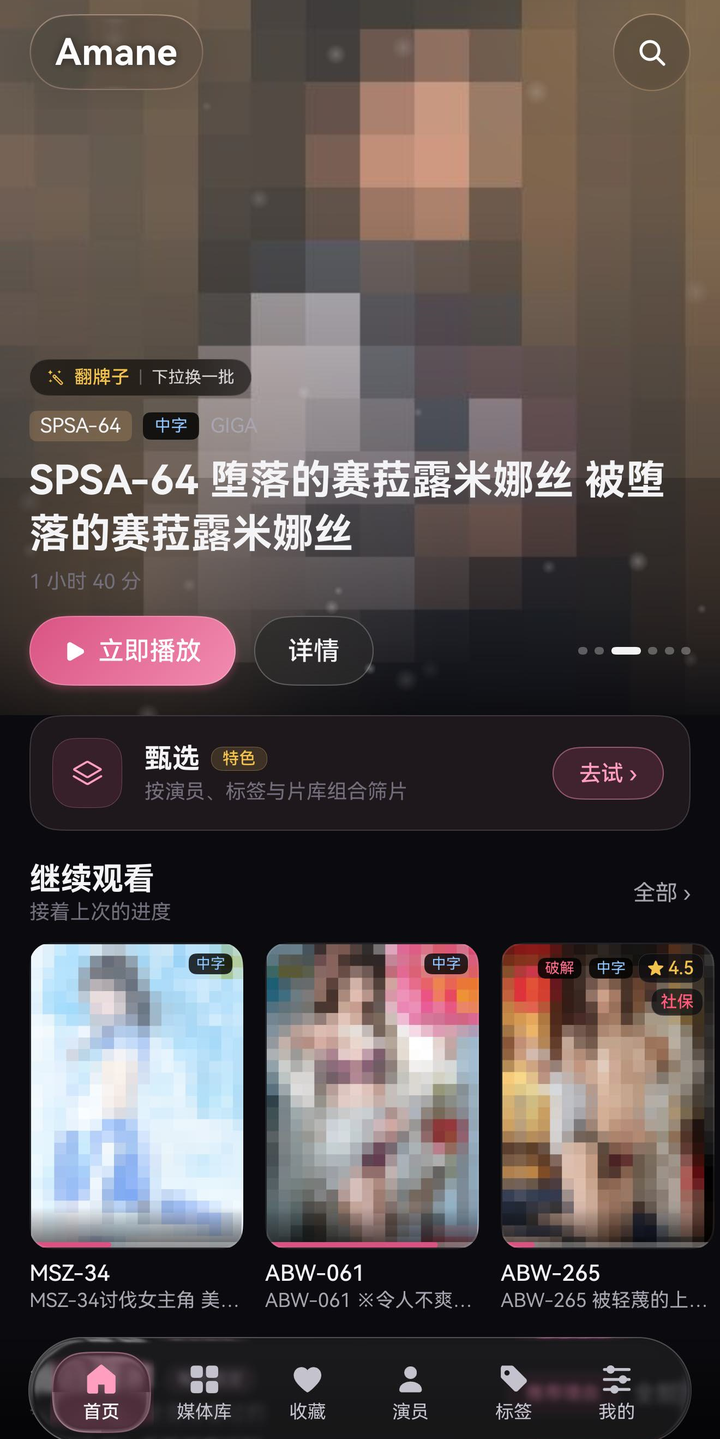 Amane
翻牌子 | 下拉换一批
SPSA-64 中字 GIGA
SPSA-64 堕落的赛菈露米娜丝 被堕
落的赛菈露米娜丝
1 小时 40 分
立即播放 详情
甄选 特色
按演员、标签与片库组合筛片
去试 ›
继续观看
接着上次的进度
全部 ›
中字
中字
破解 中字 4.5
社保
MSZ-34
MSZ-34讨伐女主角 美...
ABW-061
ABW-061 ※令人不爽...
ABW-265
ABW-265 被轻蔑的上...
首页 媒体库 收藏 演员 标签 我的